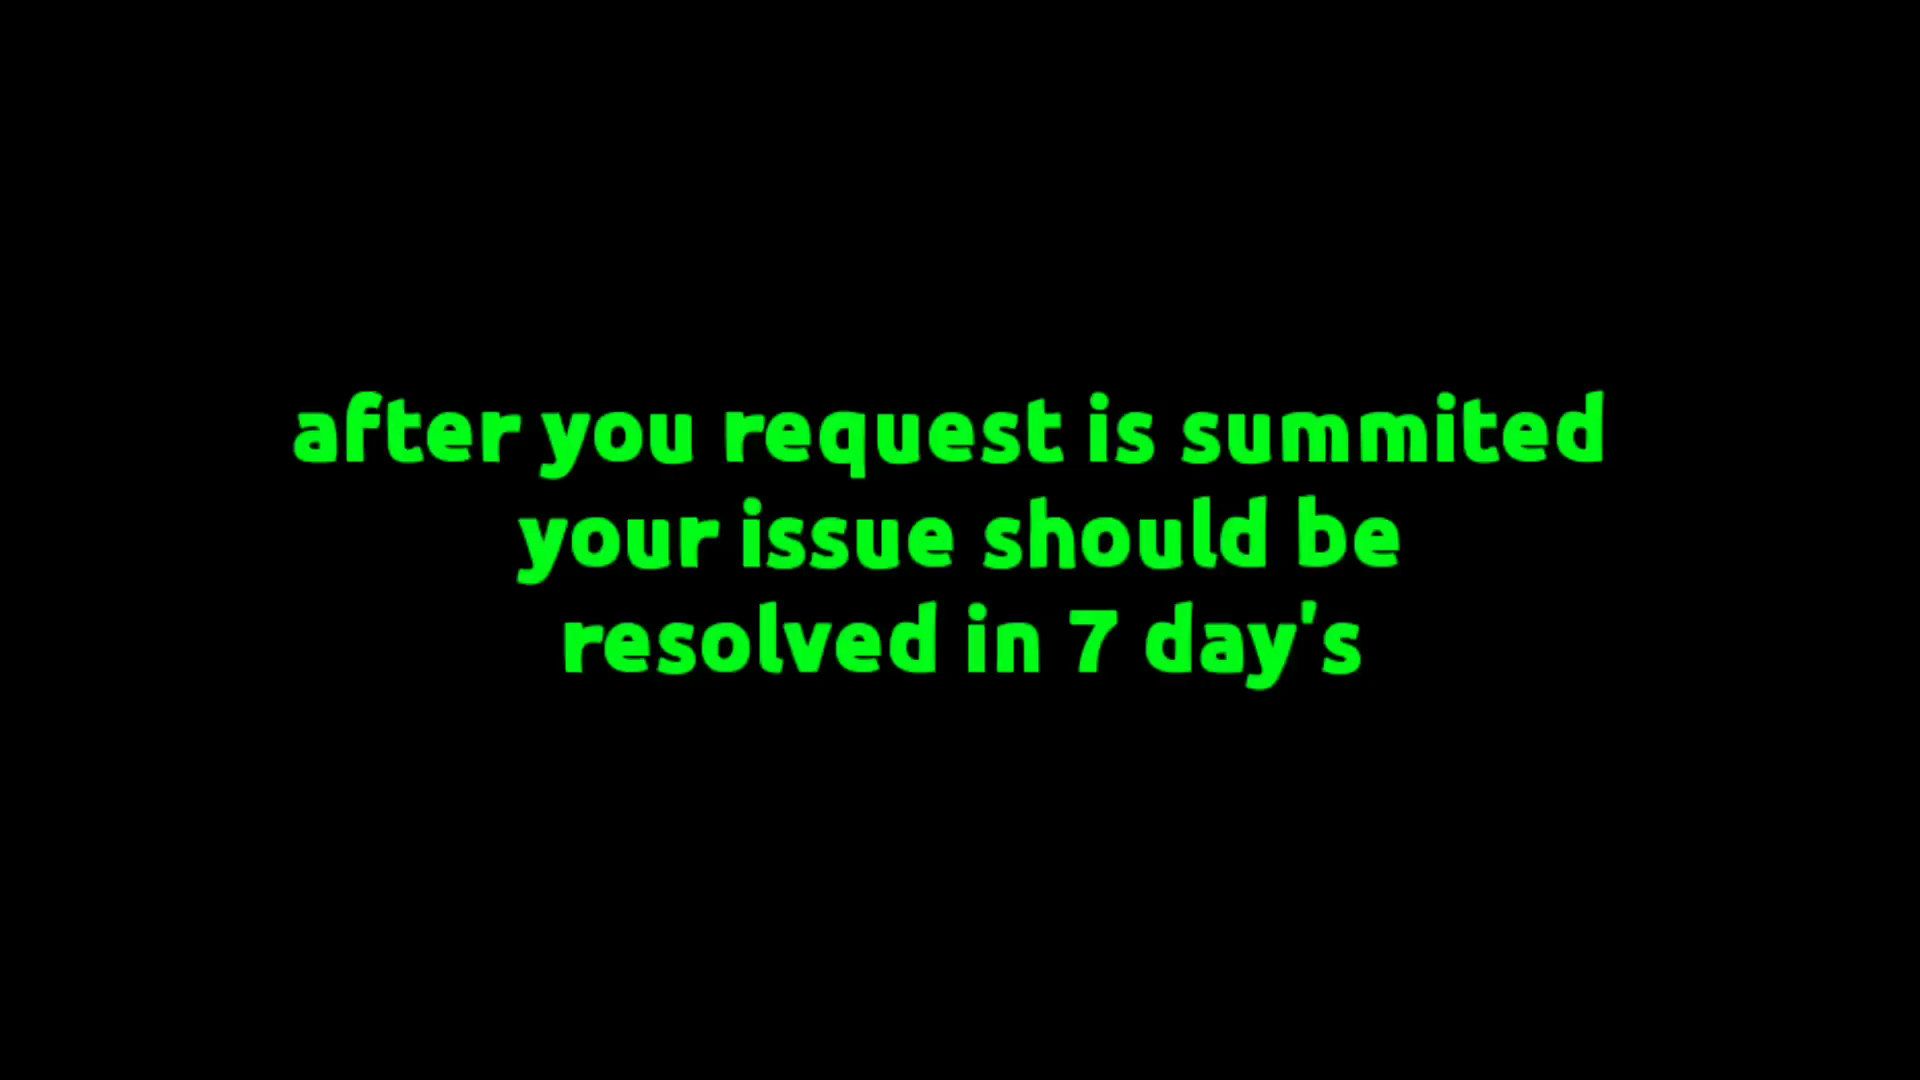 after you request is summited
your issue should be
resolved in 7 day's